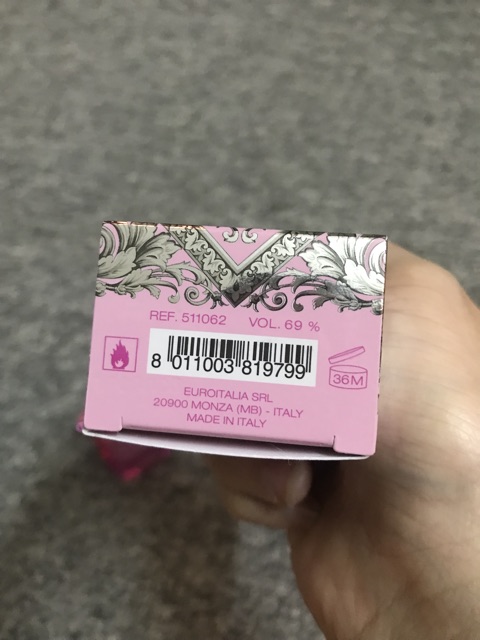 REF. 511062 VOL. 69 %
8 011003 819799
36M
EUROITALIA SRL
20900 MONZA (MB) - ITALY
MADE IN ITALY